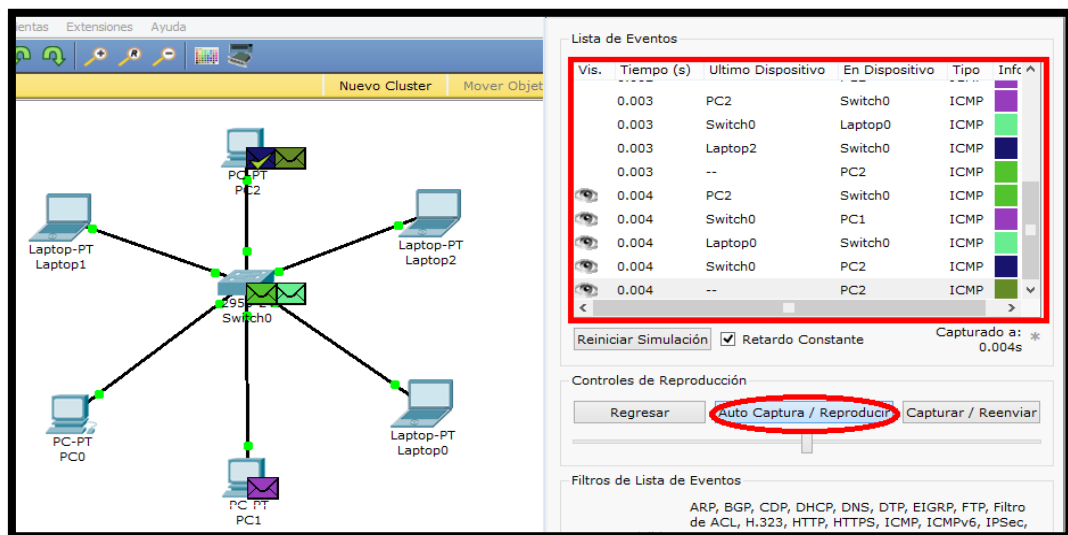 Extensiones Ayuda
Nuevo Cluster Mover Objet
PC2
Laptop-PT
Laptop1
Laptop-PT
Laptop2
Switch0
PC-PT
PC0
Laptop-PT
Laptop0
PC-PT
PC1
Lista de Eventos
Vis. Tiempo (s) Ultimo Dispositivo En Dispositivo Tipo Infc
0.003 PC2 Switch0 ICMP
0.003 Switch0 Laptop0 ICMP
0.003 Laptop2 Switch0 ICMP
0.003 -- PC2 ICMP
0.004 PC2 Switch0 ICMP
0.004 Switch0 PC1 ICMP
0.004 Laptop0 Switch0 ICMP
0.004 Switch0 PC2 ICMP
0.004 -- PC2 ICMP
Reiniciar Simulación Retardo Constante Capturado a: *
0.004s
Controles de Reproducción
Regresar Auto Captura / Reproducir Capturar / Reenviar
Filtros de Lista de Eventos
ARP, BGP, CDP, DHCP, DNS, DTP, EIGRP, FTP, Filtro
de ACL, H.323, HTTP, HTTPS, ICMP, ICMPv6, IPSec,